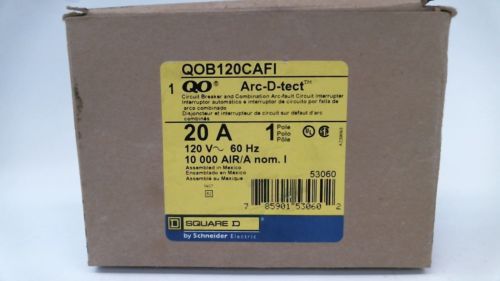 QOB120CAFI
1 QO® Arc-D-tect™
Circuit Breaker and Combination Arc-fault Circuit Interrupter
Interruptor automático e interruptor de circuito por falla de
arco combinado
Disjoncteur et interrupteur de circuit sur défaut d'arc
combinés
20 A 1 Pole
Polo
Pôle
120 V~ 60 Hz
10 000 AIR/A nom. I
Assembled in Mexico
Ensamblado en Mexico
Assemblé au Mexique
53060
7 85901 53060 2
D SQUARE D
by Schneider Electric